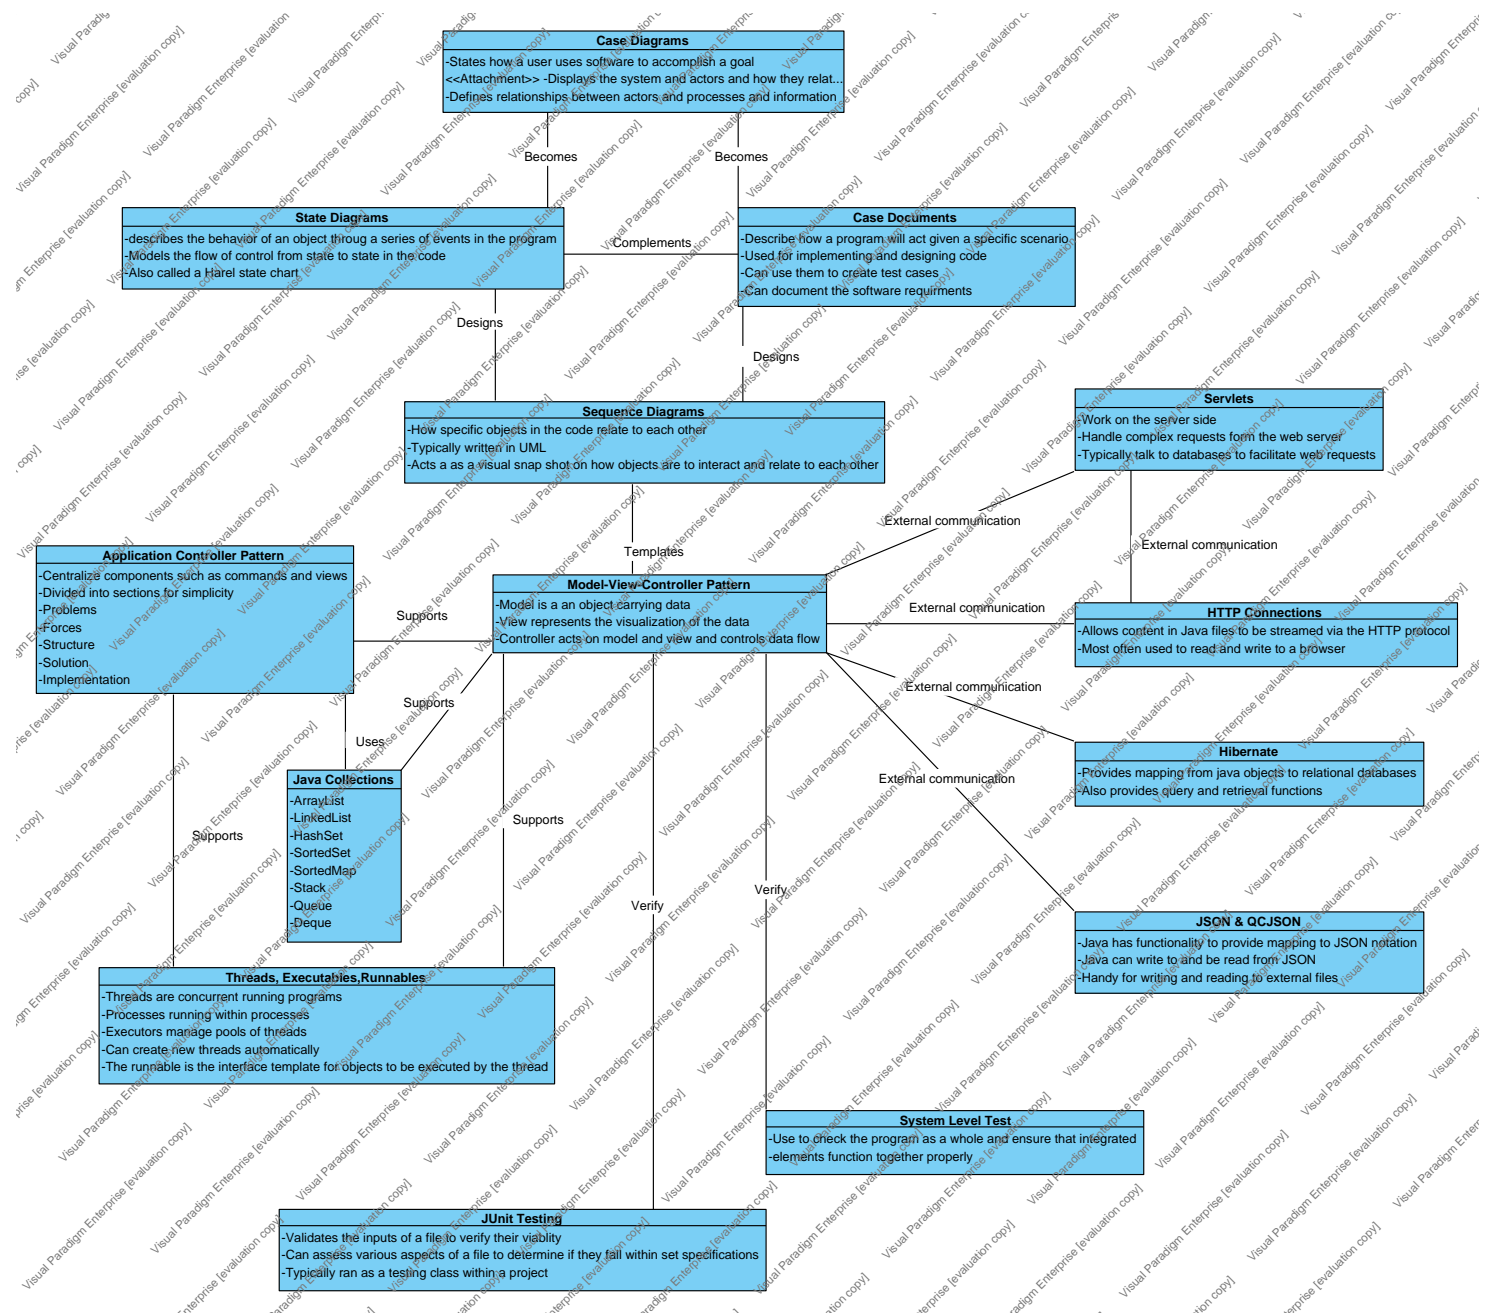 Case Diagrams
-States how a user uses software to accomplish a goal
<<Attachment>> -Displays the system and actors and how they relat...
-Defines relationships between actors and processes and information
Becomes
Becomes
State Diagrams
-describes the behavior of an object throug a series of events in the program
-Models the flow of control from state to state in the code
-Also called a Harel state chart
Complements
Case Documents
-Describe how a program will act given a specific scenario
-Used for implementing and designing code
-Can use them to create test cases
-Can document the software requirments
Designs
Designs
Sequence Diagrams
-How specific objects in the code relate to each other
-Typically written in UML
-Acts a as a visual snap shot on how objects are to interact and relate to each other
Servlets
-Work on the server side
-Handle complex requests form the web server
-Typically talk to databases to facilitate web requests
External communication
External communication
Templates
Application Controller Pattern
-Centralize components such as commands and views
-Divided into sections for simplicity
-Problems
-Forces
-Structure
-Solution
-Implementation
Supports
Model-View-Controller Pattern
-Model is a an object carrying data
-View represents the visualization of the data
-Controller acts on model and view and controls data flow
External communication
HTTP Connections
-Allows content in Java files to be streamed via the HTTP protocol
-Most often used to read and write to a browser
External communication
Supports
Uses
Hibernate
-Provides mapping from java objects to relational databases
-Also provides query and retrieval functions
External communication
Java Collections
-ArrayList
-LinkedList
-HashSet
-SortedSet
-SortedMap
-Stack
-Queue
-Deque
Supports
Supports
Verify
Verify
JSON & QCJSON
-Java has functionality to provide mapping to JSON notation
-Java can write to and be read from JSON
-Handy for writing and reading to external files
Threads, Executables,Runnables
-Threads are concurrent running programs
-Processes running within processes
-Executors manage pools of threads
-Can create new threads automatically
-The runnable is the interface template for objects to be executed by the thread
System Level Test
-Use to check the program as a whole and ensure that integrated
-elements function together properly
JUnit Testing
-Validates the inputs of a file to verify their viablity
-Can assess various aspects of a file to determine if they fall within set specifications
-Typically ran as a testing class within a project
Visual Paradigm Enterprise [evaluation copy]